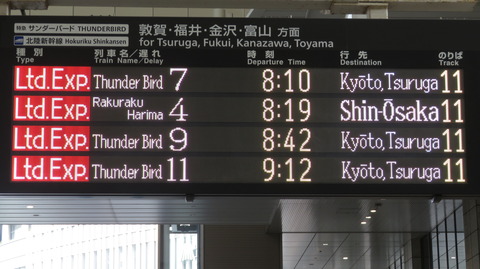 特急 サンダーバード THUNDERBIRD
北陸新幹線 Hokuriku Shinkansen
敦賀・福井・金沢・富山 方面
for Tsuruga, Fukui, Kanazawa, Toyama
種別 列車名/遅れ 時刻 行先 のりば
Type Train Name/Delay Departure Time Destination Track
Ltd.Exp. Thunder Bird 7 8:10 Kyōto,Tsuruga 11
Ltd.Exp. Rakuraku Harima 4 8:19 Shin-Ōsaka 11
Ltd.Exp. Thunder Bird 9 8:42 Kyōto,Tsuruga 11
Ltd.Exp. Thunder Bird 11 9:12 Kyōto,Tsuruga 11